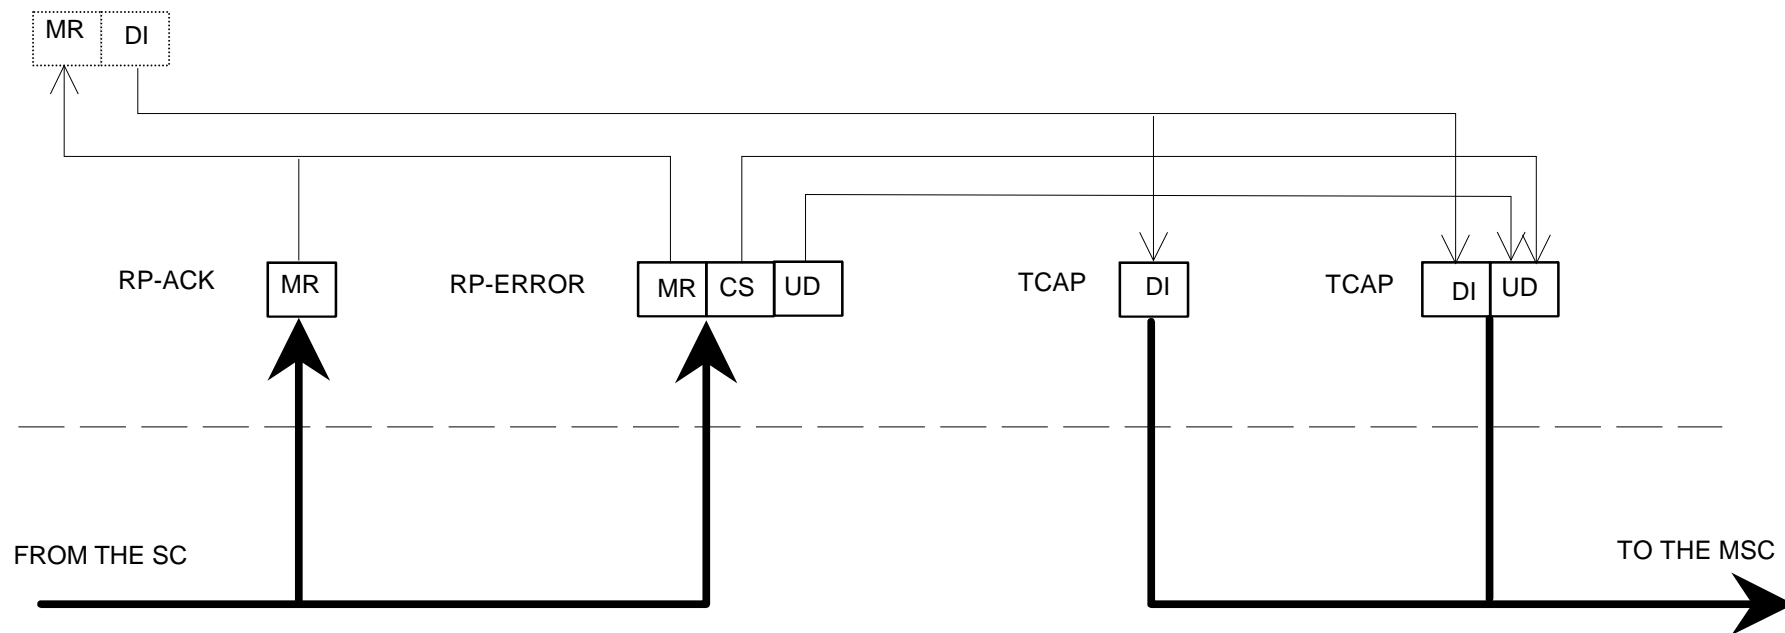 MR DI
RP-ACK MR RP-ERROR MR CS UD TCAP DI TCAP DI UD
FROM THE SC TO THE MSC